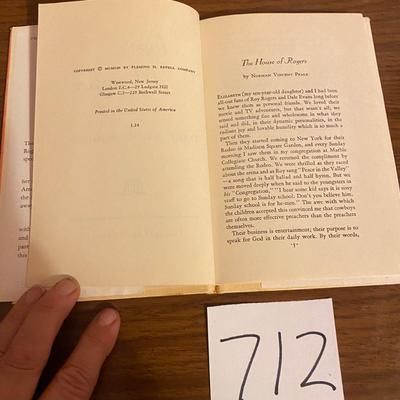 COPYRIGHT © MCMLIII BY FLEMING H. REVELL COMPANY
Westwood, New Jersey
London E.C.4—29 Ludgate Hill
Glasgow C.2—229 Bothwell Street
Printed in the United States of America
1.24
The House of Rogers
by NORMAN VINCENT PEALE
ELIZABETH (my ten-year-old daughter) and I had been
all-out fans of Roy Rogers and Dale Evans long before
we knew them as personal friends. We loved their
movie and TV adventures, but that wasn't all; we
sensed something fine and wholesome in what they
said and did, in their dynamic personalities, in the
radiant joy and lovable humility which is so much a
part of them.
Then they started coming to New York for their
Rodeo in Madison Square Garden, and every Sunday
morning I saw them in my congregation at Marble
Collegiate Church. We returned the compliment by
attending the Rodeo. We were thrilled as they raced
about the arena and as Roy sang "Peace in the Valley"
—a song that is half ballad and half hymn. But we
were moved deeply when he said to the youngsters in
his "Congregation," "I hear some kid says it is sissy
stuff to go to Sunday school. Don't you believe him.
Sunday school is for he-men." The awe with which
the children accepted this convinced me that cowboys
are often more effective preachers than the preachers
themselves.
Their business is entertainment; their purpose is to
speak for God in their daily work. By their words,
712